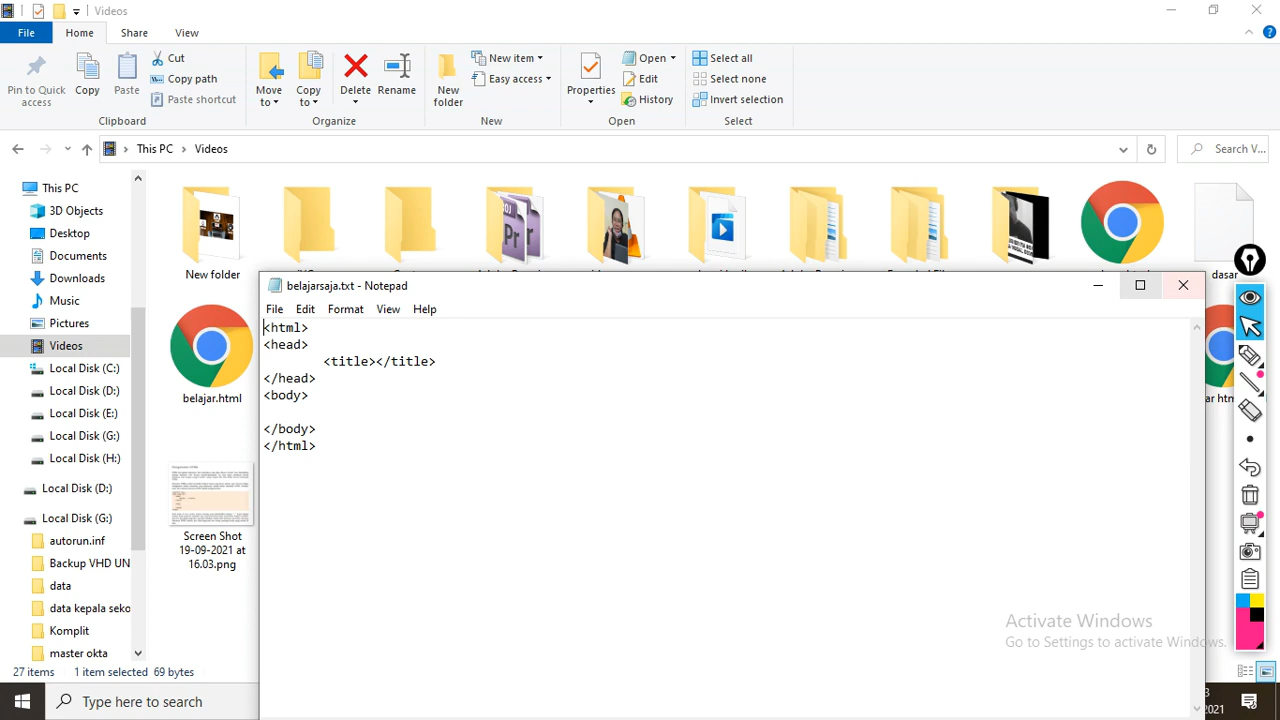 Videos
File Home Share View
Pin to Quick access
Copy
Paste
Cut
Copy path
Paste shortcut
Clipboard
Move to
Copy to
Delete
Rename
Organize
New folder
New item
Easy access
New
Properties
Open
Edit
History
Open
Select all
Select none
Invert selection
Select
This PC > Videos
Search V...
This PC
3D Objects
Desktop
Documents
Downloads
Music
Pictures
Videos
Local Disk (C:)
Local Disk (D:)
Local Disk (E:)
Local Disk (G:)
Local Disk (H:)
Local Disk (D:)
Local Disk (G:)
autorun.inf
Backup VHD UN
data
data kepala seko
Komplit
master okta
New folder
dasar
belajar.html
Screen Shot
19-09-2021 at
16.03.png
belajarsaja.txt - Notepad
File Edit Format View Help
<html>
<head>
<title></title>
</head>
<body>
</body>
</html>
Activate Windows
Go to Settings to activate Windows.
27 items 1 item selected 69 bytes
Type here to search
2021